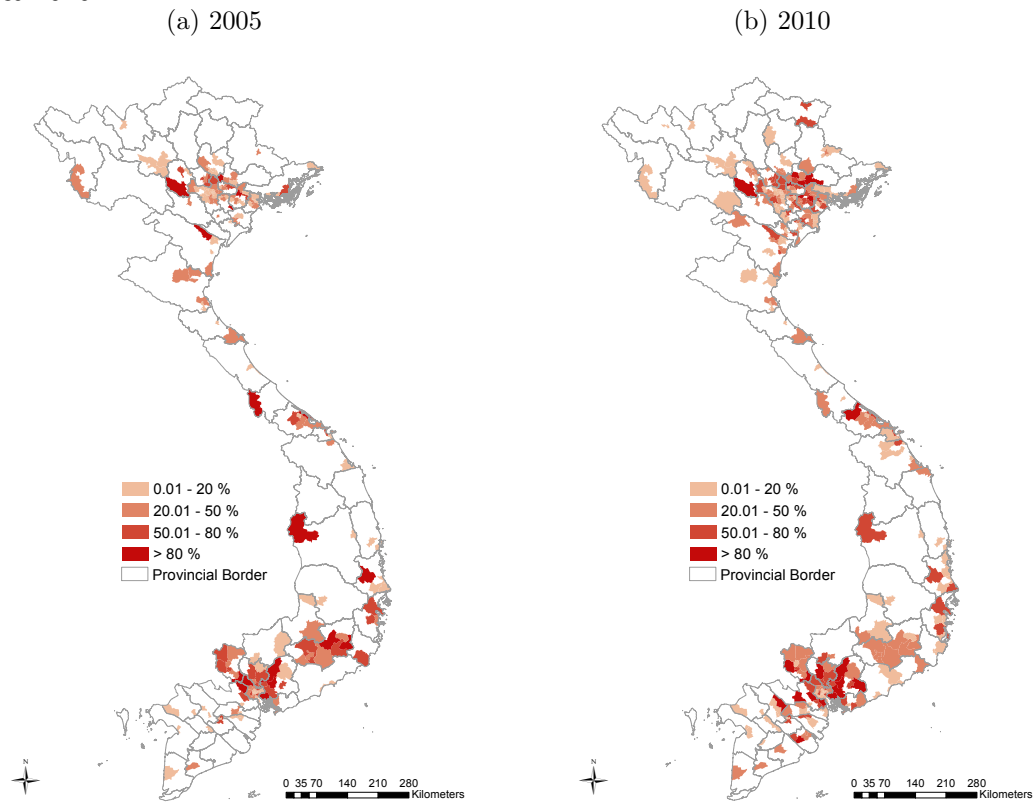 (a) 2005
(b) 2010
0.01 - 20 %
20.01 - 50 %
50.01 - 80 %
> 80 %
Provincial Border
0.01 - 20 %
20.01 - 50 %
50.01 - 80 %
> 80 %
Provincial Border
N
0 35 70 140 210 280
Kilometers
N
0 35 70 140 210 280
Kilometers